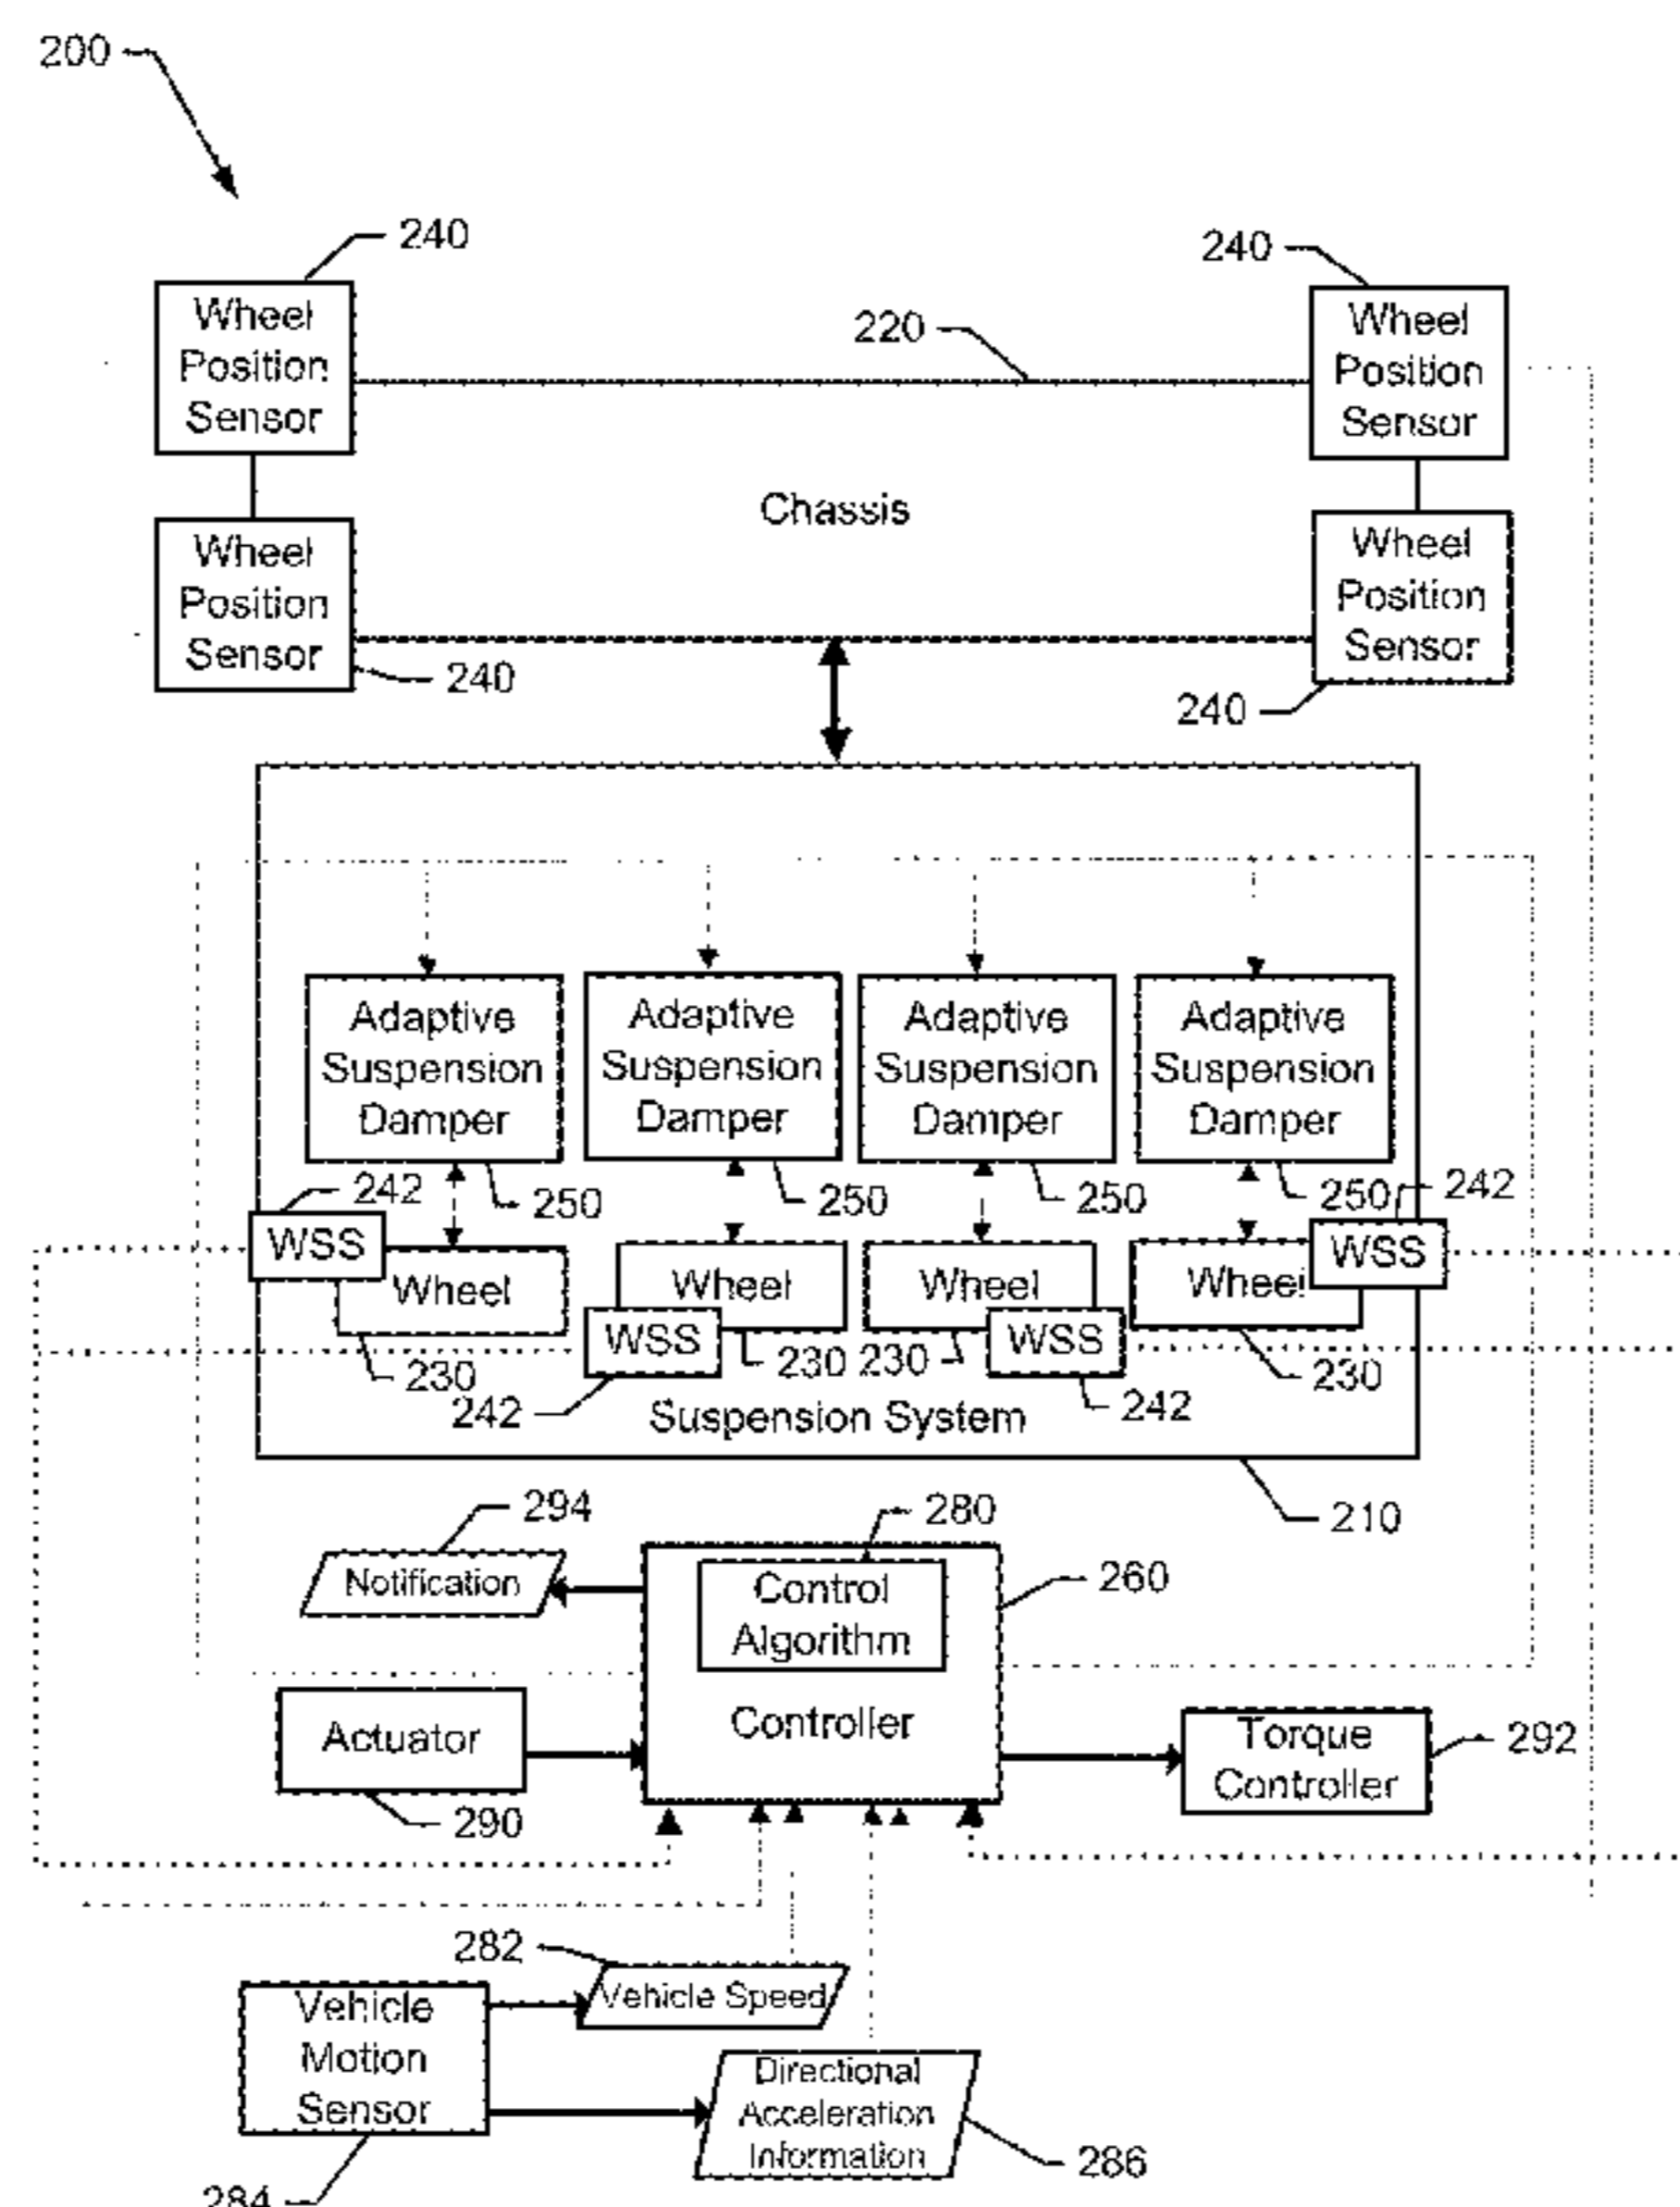 200
240
240
Wheel
Position
Sensor
220
Wheel
Position
Sensor
Chassis
Wheel
Position
Sensor
240
Wheel
Position
Sensor
240
Adaptive
Suspension
Damper
Adaptive
Suspension
Damper
Adaptive
Suspension
Damper
Adaptive
Suspension
Damper
242
250
250
250
250
242
WSS
Wheel
Wheel
Wheel
Wheel
WSS
230
WSS
230
230
WSS
230
242
Suspension System
242
210
294
280
Notification
Control
Algorithm
260
Actuator
Controller
Torque
Controller
292
290
282
Vehicle Speed
Vehicle
Motion
Sensor
Directional
Acceleration
Information
286
284